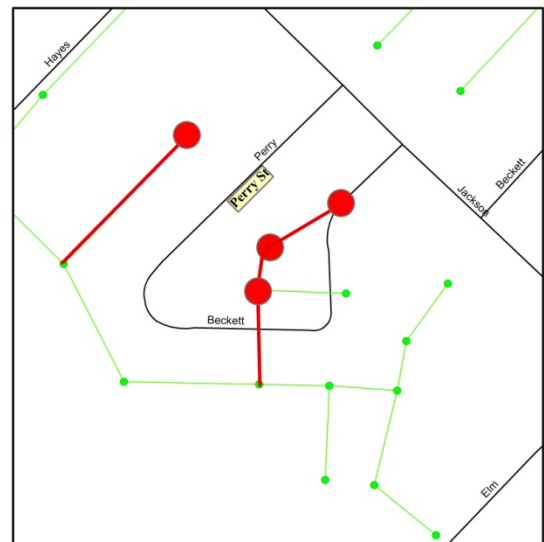 Hayes
Perry
Perry St
Beckett
Jackson
Beckett
Elm